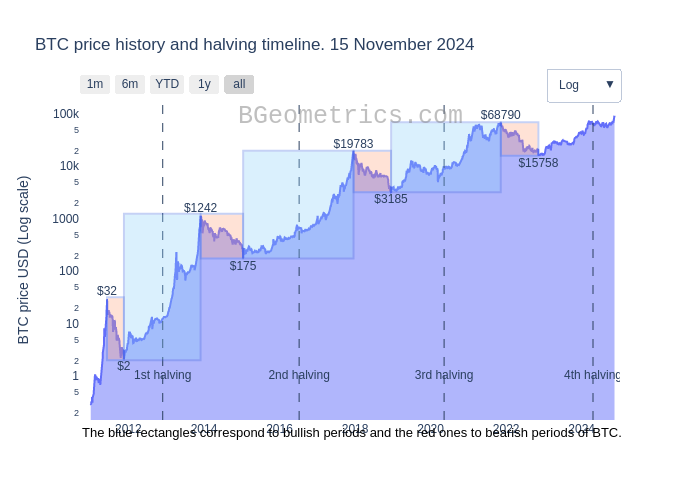 BTC price history and halving timeline. 15 November 2024
1m 6m YTD 1y all
Log ▼
BGeometrics.com
BTC price USD (Log scale)
100k
5
2
10k
5
2
1000
5
2
100
5
2
10
5
2
1
5
2
$32
$2
$1242
$175
$19783
$3185
$68790
$15758
1st halving
2nd halving
3rd halving
4th halving
2012 2014 2016 2018 2020 2022 2024
The blue rectangles correspond to bullish periods and the red ones to bearish periods of BTC.